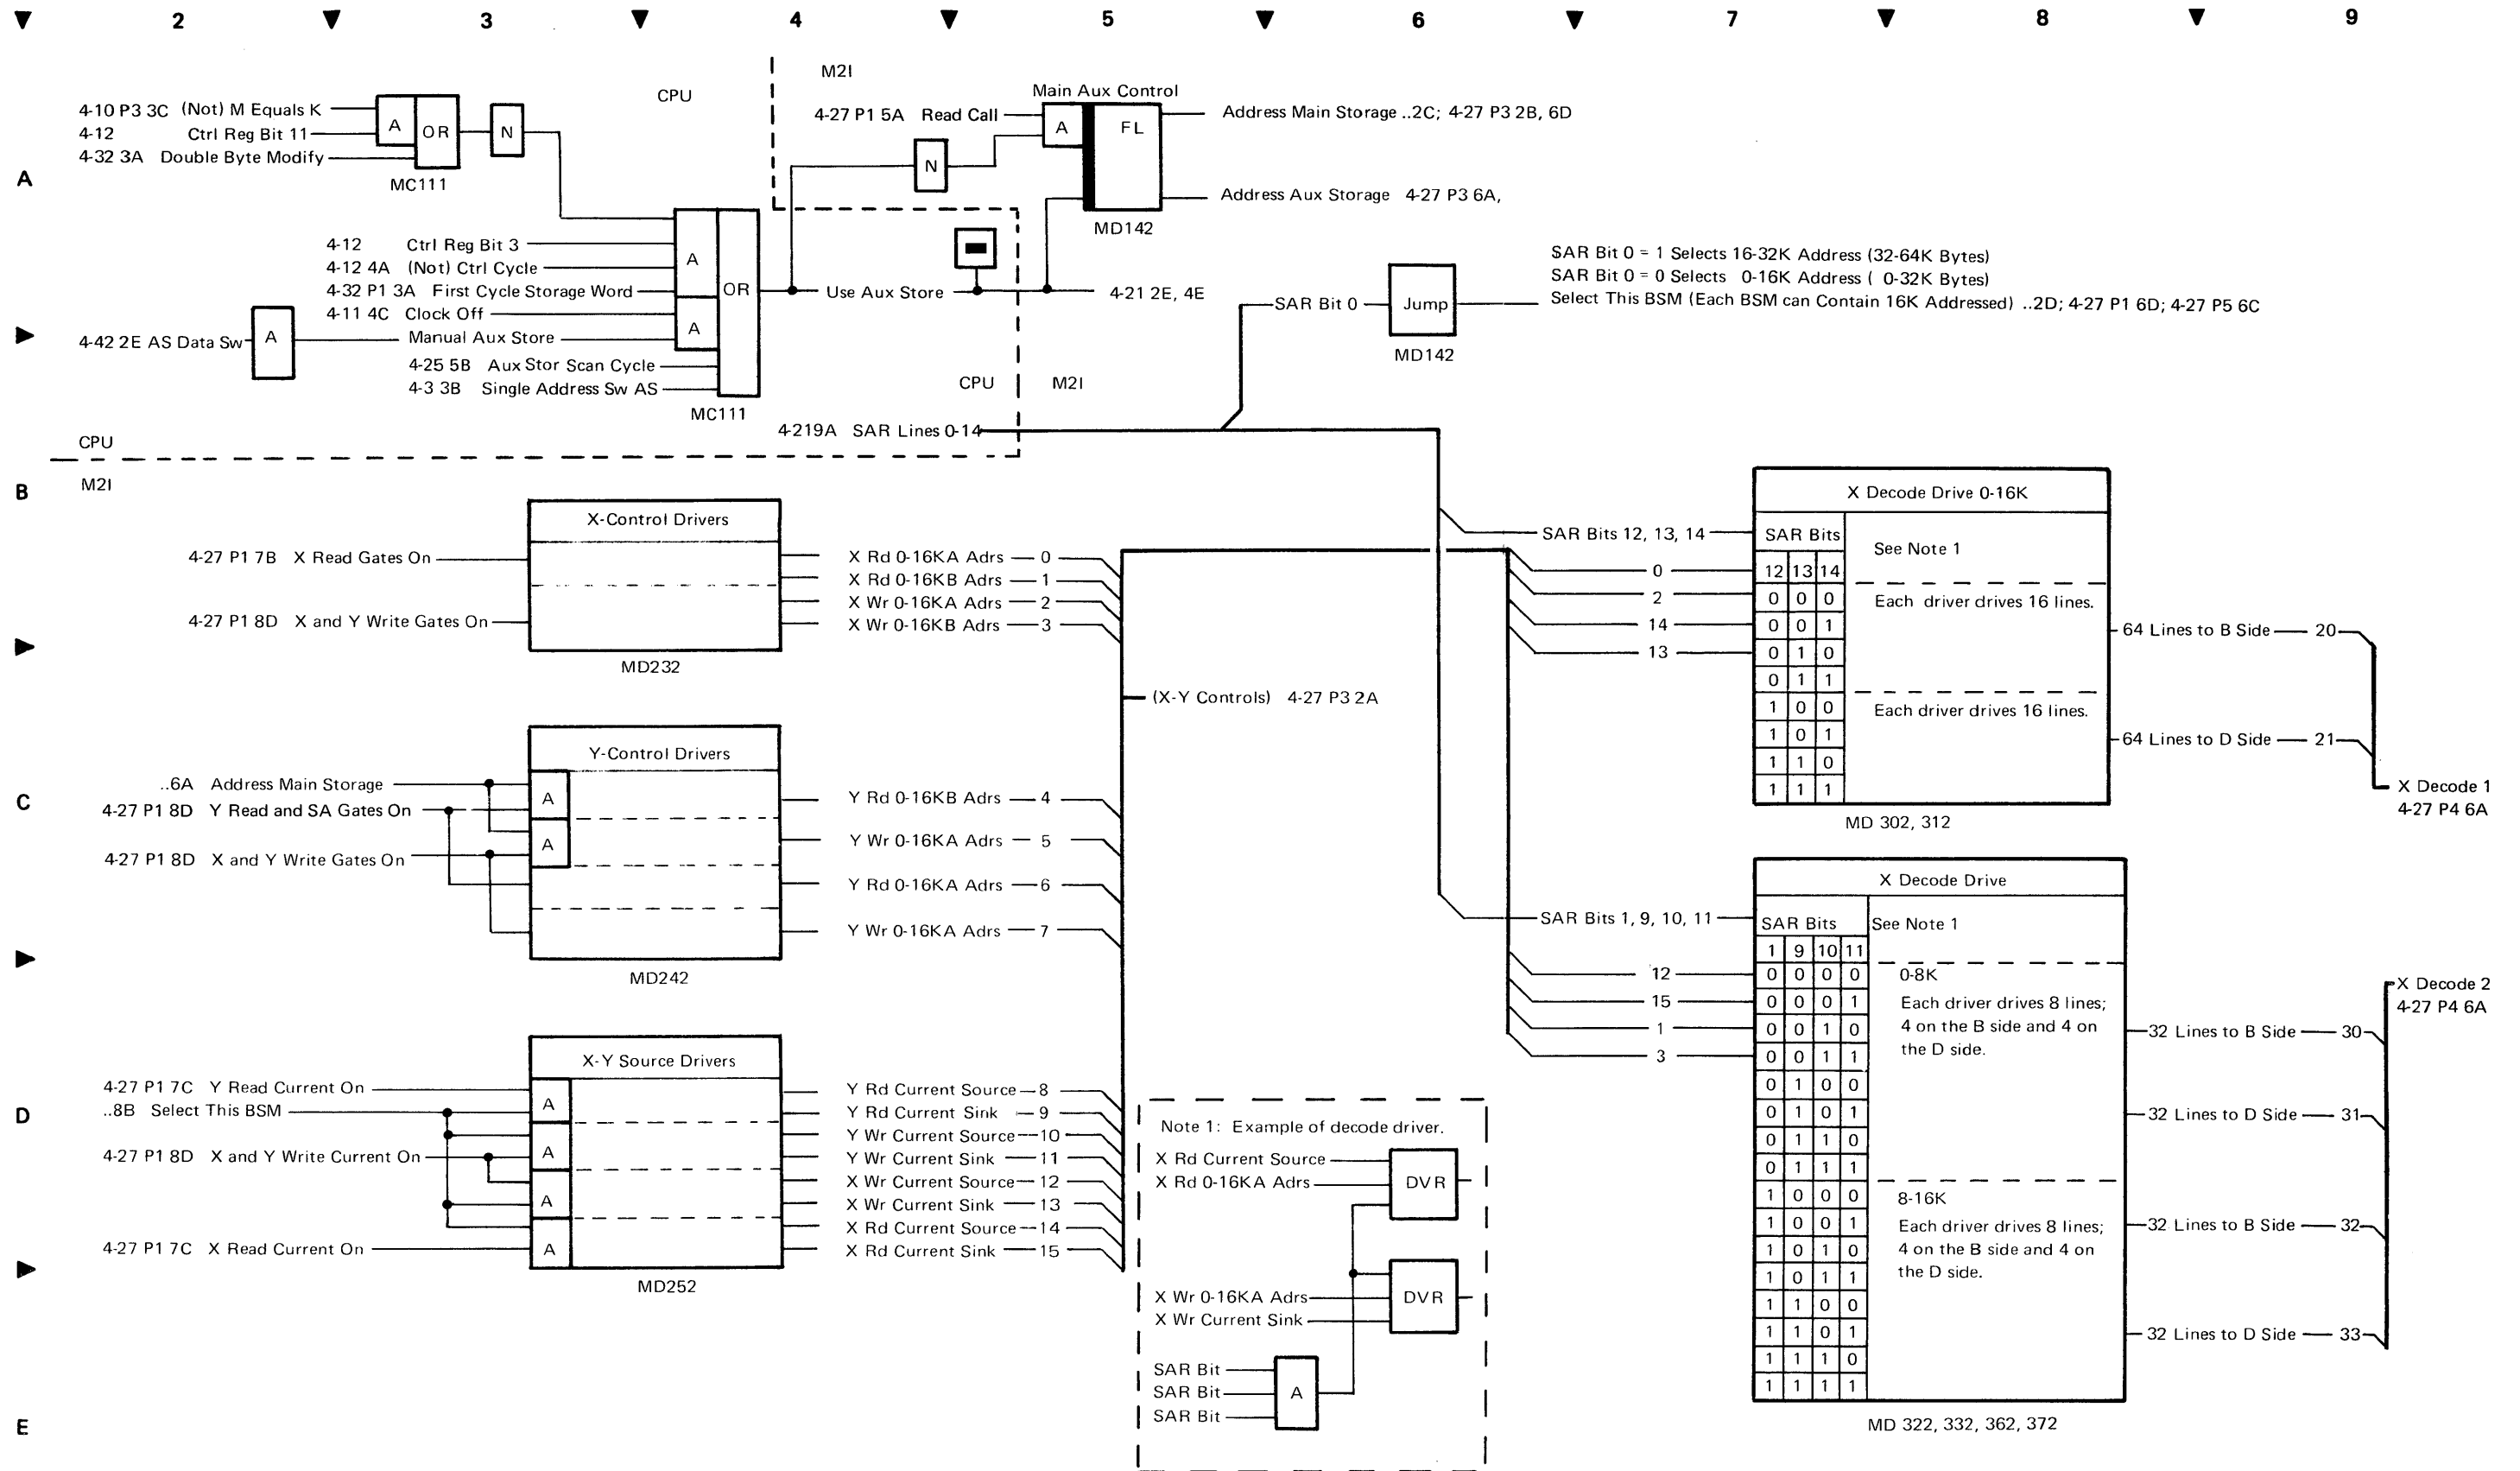 2 3 4 5 6 7 8 9
A
B
C
D
E
CPU
M2I
4-10 P3 3C (Not) M Equals K
4-12 Ctrl Reg Bit 11
4-32 3A Double Byte Modify
A
OR
N
MC111
4-12 Ctrl Reg Bit 3
4-12 4A (Not) Ctrl Cycle
4-32 P1 3A First Cycle Storage Word
4-11 4C Clock Off
4-42 2E AS Data Sw
A
Manual Aux Store
4-25 5B Aux Stor Scan Cycle
4-3 3B Single Address Sw AS
A
A
OR
MC111
Use Aux Store
4-21 2E, 4E
4-27 P1 5A Read Call
N
Main Aux Control
A
FL
MD142
Address Main Storage ..2C; 4-27 P3 2B, 6D
Address Aux Storage 4-27 P3 6A,
CPU
M2I
SAR Bit 0
Jump
MD142
SAR Bit 0 = 1 Selects 16-32K Address (32-64K Bytes)
SAR Bit 0 = 0 Selects 0-16K Address ( 0-32K Bytes)
Select This BSM (Each BSM can Contain 16K Addressed) ..2D; 4-27 P1 6D; 4-27 P5 6C
4-219A SAR Lines 0-14
CPU
M2I
X-Control Drivers
4-27 P1 7B X Read Gates On
4-27 P1 8D X and Y Write Gates On
X Rd 0-16KA Adrs 0
X Rd 0-16KB Adrs 1
X Wr 0-16KA Adrs 2
X Wr 0-16KB Adrs 3
MD232
(X-Y Controls) 4-27 P3 2A
Y-Control Drivers
..6A Address Main Storage
4-27 P1 8D Y Read and SA Gates On
4-27 P1 8D X and Y Write Gates On
A
A
Y Rd 0-16KB Adrs 4
Y Wr 0-16KA Adrs 5
Y Rd 0-16KA Adrs 6
Y Wr 0-16KA Adrs 7
MD242
X-Y Source Drivers
4-27 P1 7C Y Read Current On
..8B Select This BSM
4-27 P1 8D X and Y Write Current On
4-27 P1 7C X Read Current On
A
A
A
A
Y Rd Current Source 8
Y Rd Current Sink 9
Y Wr Current Source 10
Y Wr Current Sink 11
X Wr Current Source 12
X Wr Current Sink 13
X Rd Current Source 14
X Rd Current Sink 15
MD252
Note 1: Example of decode driver.
X Rd Current Source
X Rd 0-16KA Adrs
DVR
X Wr 0-16KA Adrs
X Wr Current Sink
DVR
SAR Bit
SAR Bit
SAR Bit
A
X Decode Drive 0-16K
SAR Bits 12, 13, 14
0
2
14
13
SAR Bits
12 13 14
0 0 0
0 0 1
0 1 0
0 1 1
1 0 0
1 0 1
1 1 0
1 1 1
See Note 1
Each driver drives 16 lines.
Each driver drives 16 lines.
64 Lines to B Side 20
64 Lines to D Side 21
X Decode 1
4-27 P4 6A
MD 302, 312
X Decode Drive
SAR Bits 1, 9, 10, 11
12
15
1
3
SAR Bits
1 9 10 11
0 0 0 0
0 0 0 1
0 0 1 0
0 0 1 1
0 1 0 0
0 1 0 1
0 1 1 0
0 1 1 1
1 0 0 0
1 0 0 1
1 0 1 0
1 0 1 1
1 1 0 0
1 1 0 1
1 1 1 0
1 1 1 1
See Note 1
0-8K
Each driver drives 8 lines;
4 on the B side and 4 on
the D side.
8-16K
Each driver drives 8 lines;
4 on the B side and 4 on
the D side.
32 Lines to B Side 30
32 Lines to D Side 31
32 Lines to B Side 32
32 Lines to D Side 33
X Decode 2
4-27 P4 6A
MD 322, 332, 362, 372